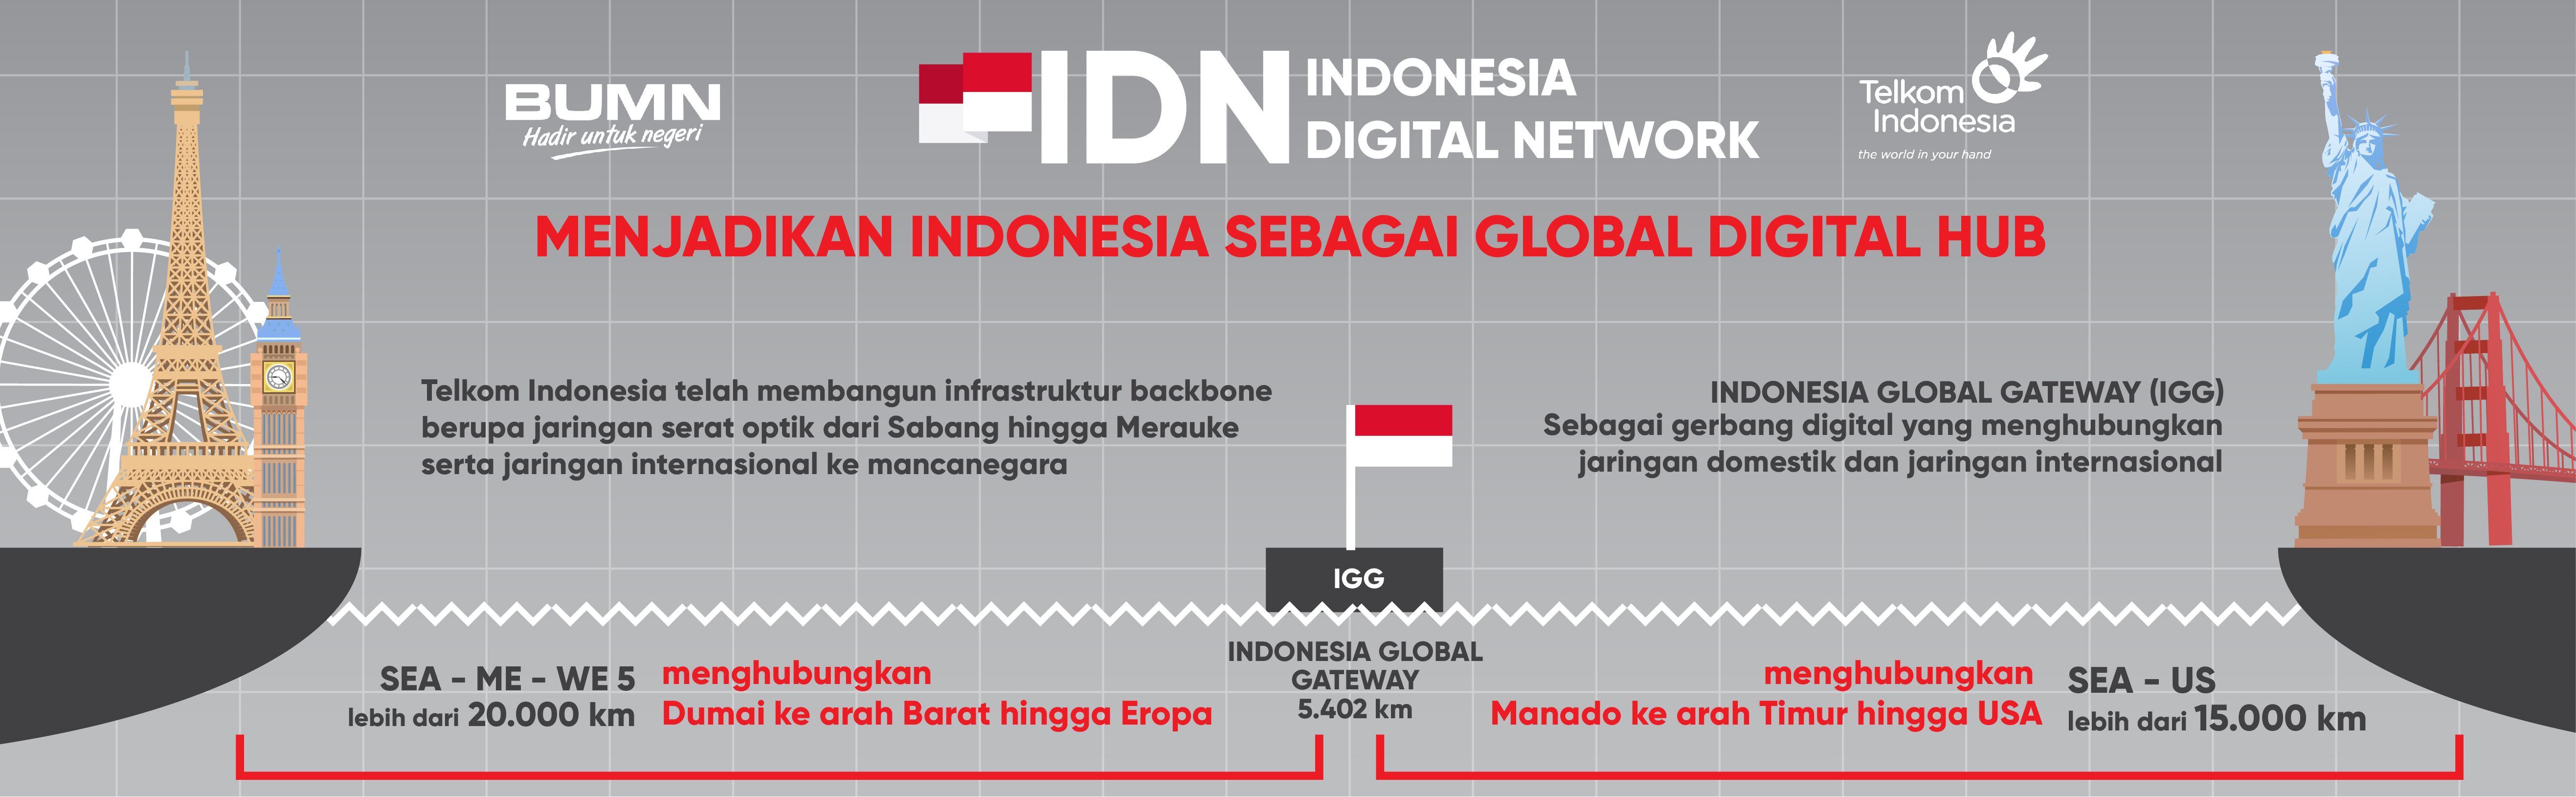 BUMN
Hadir untuk negeri
IDN
INDONESIA
DIGITAL NETWORK
Telkom
Indonesia
the world in your hand
MENJADIKAN INDONESIA SEBAGAI GLOBAL DIGITAL HUB
Telkom Indonesia telah membangun infrastruktur backbone
berupa jaringan serat optik dari Sabang hingga Merauke
serta jaringan internasional ke mancanegara
INDONESIA GLOBAL GATEWAY (IGG)
Sebagai gerbang digital yang menghubungkan
jaringan domestik dan jaringan internasional
IGG
SEA - ME - WE 5
lebih dari 20.000 km
menghubungkan
Dumai ke arah Barat hingga Eropa
INDONESIA GLOBAL
GATEWAY
5.402 km
menghubungkan
Manado ke arah Timur hingga USA
SEA - US
lebih dari 15.000 km